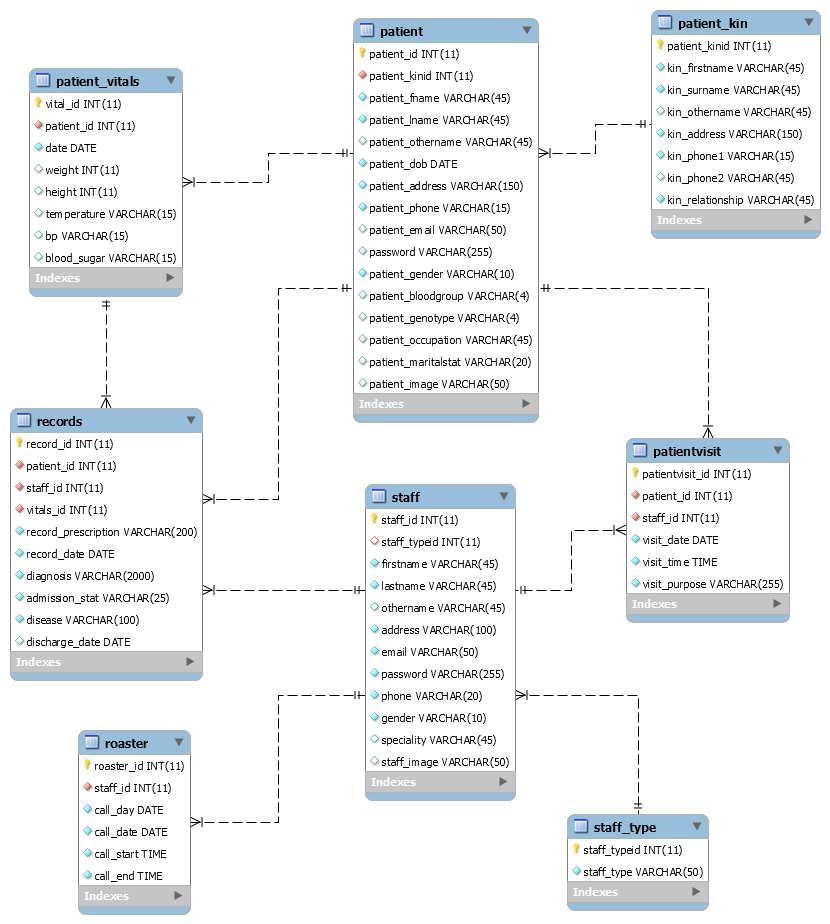 patient_vitals
vital_id INT(11)
patient_id INT(11)
date DATE
weight INT(11)
height INT(11)
temperature VARCHAR(15)
bp VARCHAR(15)
blood_sugar VARCHAR(15)
Indexes
patient
patient_id INT(11)
patient_kinid INT(11)
patient_fname VARCHAR(45)
patient_lname VARCHAR(45)
patient_othername VARCHAR(45)
patient_dob DATE
patient_address VARCHAR(150)
patient_phone VARCHAR(15)
patient_email VARCHAR(50)
password VARCHAR(255)
patient_gender VARCHAR(10)
patient_bloodgroup VARCHAR(4)
patient_genotype VARCHAR(4)
patient_occupation VARCHAR(45)
patient_maritalstat VARCHAR(20)
patient_image VARCHAR(50)
Indexes
patient_kin
patient_kinid INT(11)
kin_firstname VARCHAR(45)
kin_surname VARCHAR(45)
kin_othername VARCHAR(45)
kin_address VARCHAR(150)
kin_phone1 VARCHAR(15)
kin_phone2 VARCHAR(45)
kin_relationship VARCHAR(45)
Indexes
records
record_id INT(11)
patient_id INT(11)
staff_id INT(11)
vitals_id INT(11)
record_prescription VARCHAR(200)
record_date DATE
diagnosis VARCHAR(2000)
admission_stat VARCHAR(25)
disease VARCHAR(100)
discharge_date DATE
Indexes
staff
staff_id INT(11)
staff_typeid INT(11)
firstname VARCHAR(45)
lastname VARCHAR(45)
othername VARCHAR(45)
address VARCHAR(100)
email VARCHAR(50)
password VARCHAR(255)
phone VARCHAR(20)
gender VARCHAR(10)
speciality VARCHAR(45)
staff_image VARCHAR(50)
Indexes
patientvisit
patientvisit_id INT(11)
patient_id INT(11)
staff_id INT(11)
visit_date DATE
visit_time TIME
visit_purpose VARCHAR(255)
Indexes
roaster
roaster_id INT(11)
staff_id INT(11)
call_day DATE
call_date DATE
call_start TIME
call_end TIME
Indexes
staff_type
staff_typeid INT(11)
staff_type VARCHAR(50)
Indexes